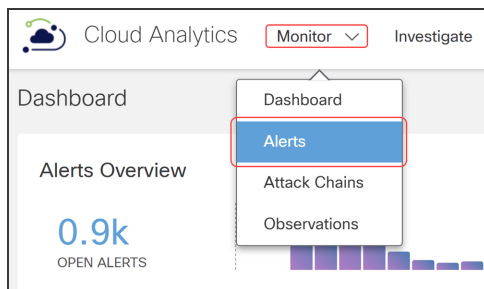 Cloud Analytics Monitor Investigate
Dashboard
Dashboard
Alerts
Attack Chains
Observations
Alerts Overview
0.9k
OPEN ALERTS